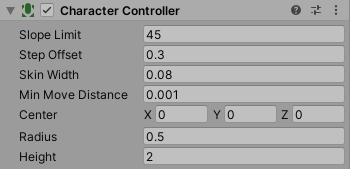 Character Controller
Slope Limit 45
Step Offset 0.3
Skin Width 0.08
Min Move Distance 0.001
Center X 0 Y 0 Z 0
Radius 0.5
Height 2